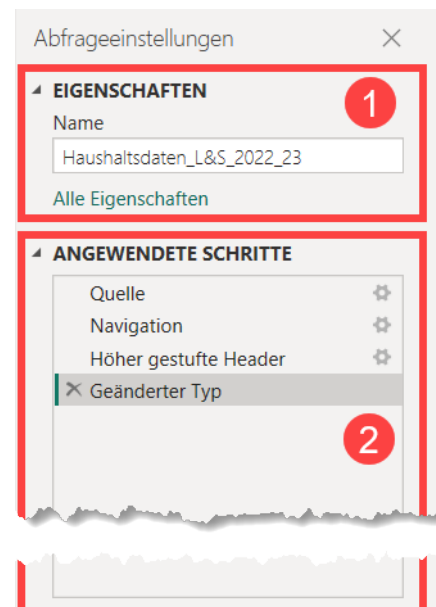 Abfrageeinstellungen
EIGENSCHAFTEN
1
Name
Haushaltsdaten_L&S_2022_23
Alle Eigenschaften
ANGEWENDETE SCHRITTE
Quelle
Navigation
Höher gestufte Header
Geänderter Typ
2